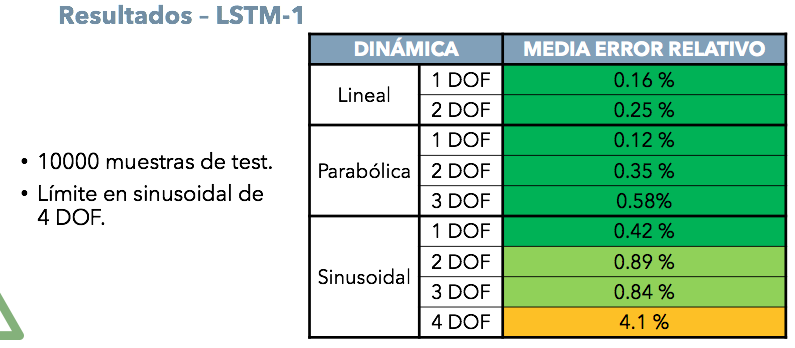 Resultados – LSTM-1
DINÁMICA MEDIA ERROR RELATIVO
Lineal 1 DOF 0.16 %
2 DOF 0.25 %
Parabólica 1 DOF 0.12 %
2 DOF 0.35 %
3 DOF 0.58%
Sinusoidal 1 DOF 0.42 %
2 DOF 0.89 %
3 DOF 0.84 %
4 DOF 4.1 %
• 10000 muestras de test.
• Límite en sinusoidal de
4 DOF.